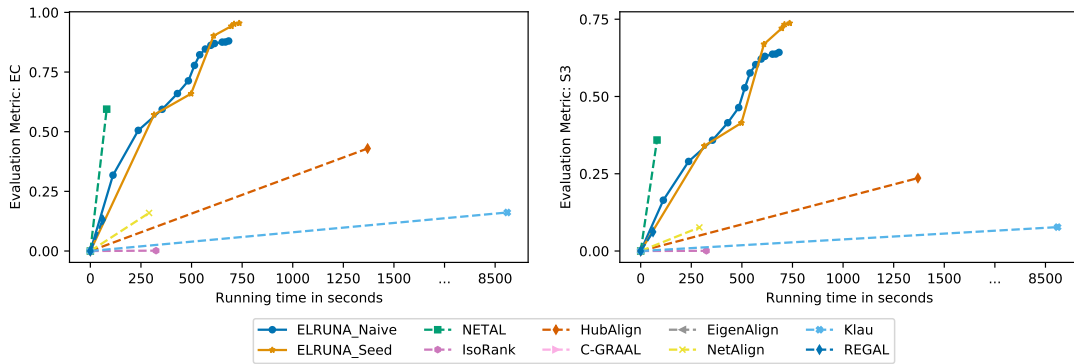 Evaluation Metric: EC
1.00
0.75
0.50
0.25
0.00
0 250 500 750 1000 1250 1500 ... 8500
Running time in seconds
Evaluation Metric: S3
0.75
0.50
0.25
0.00
0 250 500 750 1000 1250 1500 ... 8500
Running time in seconds
ELRUNA_Naive NETAL HubAlign EigenAlign Klau
ELRUNA_Seed IsoRank C-GRAAL NetAlign REGAL